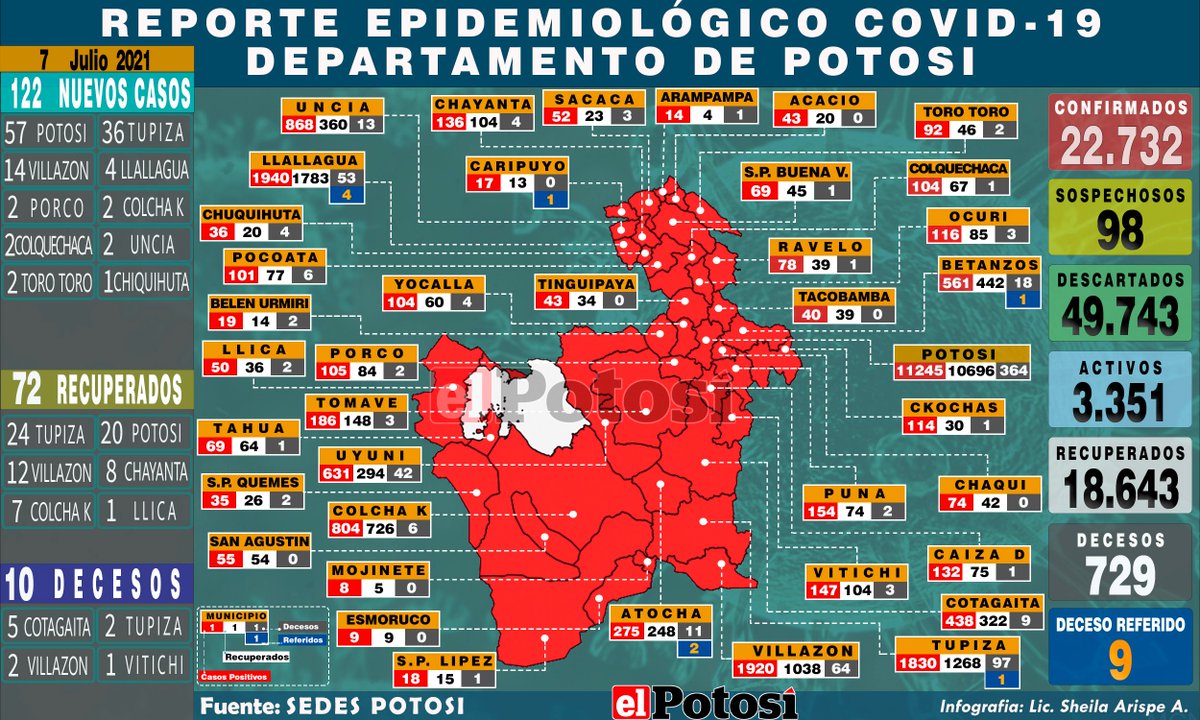 REPORTE EPIDEMIOLÓGICO COVID-19
DEPARTAMENTO DE POTOSI
7 Julio 2021
122 NUEVOS CASOS
57 POTOSI 36 TUPIZA
14 VILLAZON 4 LLALLAGUA
2 PORCO 2 COLCHA K
2 COLQUECHACA 2 UNCIA
2 TORO TORO 1 CHIQUIHUTA
72 RECUPERADOS
24 TUPIZA 20 POTOSI
12 VILLAZON 8 CHAYANTA
7 COLCHA K 1 LLICA
10 DECESOS
5 COTAGAITA 2 TUPIZA
2 VILLAZON 1 VITICHI
UNCIA
868 360 13
CHAYANTA
136 104 4
SACACA
52 23 3
ARAMPAMPA
14 4 1
ACACIO
43 20 0
TORO TORO
92 46 2
LLALLAGUA
1940 1783 53
4
CARIPUYO
17 13 0
1
S.P. BUENA V.
69 45 1
COLQUECHACA
104 67 1
CHUQUIHUTA
36 20 4
OCURI
116 85 3
POCOATA
101 77 6
RAVELO
78 39 1
YOCALLA
104 60 4
TINGUIPAYA
43 34 0
BETANZOS
561 442 18
1
BELEN URMIRI
19 14 2
TACOBAMBA
40 39 0
LLICA
50 36 2
PORCO
105 84 2
POTOSI
11245 10696 364
el Potosí
TOMAVE
186 148 3
CKOCHAS
114 30 1
TAHUA
69 64 1
UYUNI
631 294 42
S.P. QUEMES
35 26 2
PUNA
154 74 2
CHAQUI
74 42 0
COLCHA K
804 726 6
SAN AGUSTIN
55 54 0
CAIZA D
132 75 1
MOJINETE
8 5 0
VITICHI
147 104 3
COTAGAITA
438 322 9
ESMORUCO
9 9 0
ATOCHA
275 248 11
2
S.P. LIPEZ
18 15 1
VILLAZON
1920 1038 64
TUPIZA
1830 1268 97
1
MUNICIPIO
1 1 1
1
Decesos
Referidos
Recuperados
Casos Positivos
CONFIRMADOS
22.732
SOSPECHOSOS
98
DESCARTADOS
49.743
ACTIVOS
3.351
RECUPERADOS
18.643
DECESOS
729
DECESO REFERIDO
9
Fuente: SEDES POTOSI
el Potosí
Infografia: Lic. Sheila Arispe A.